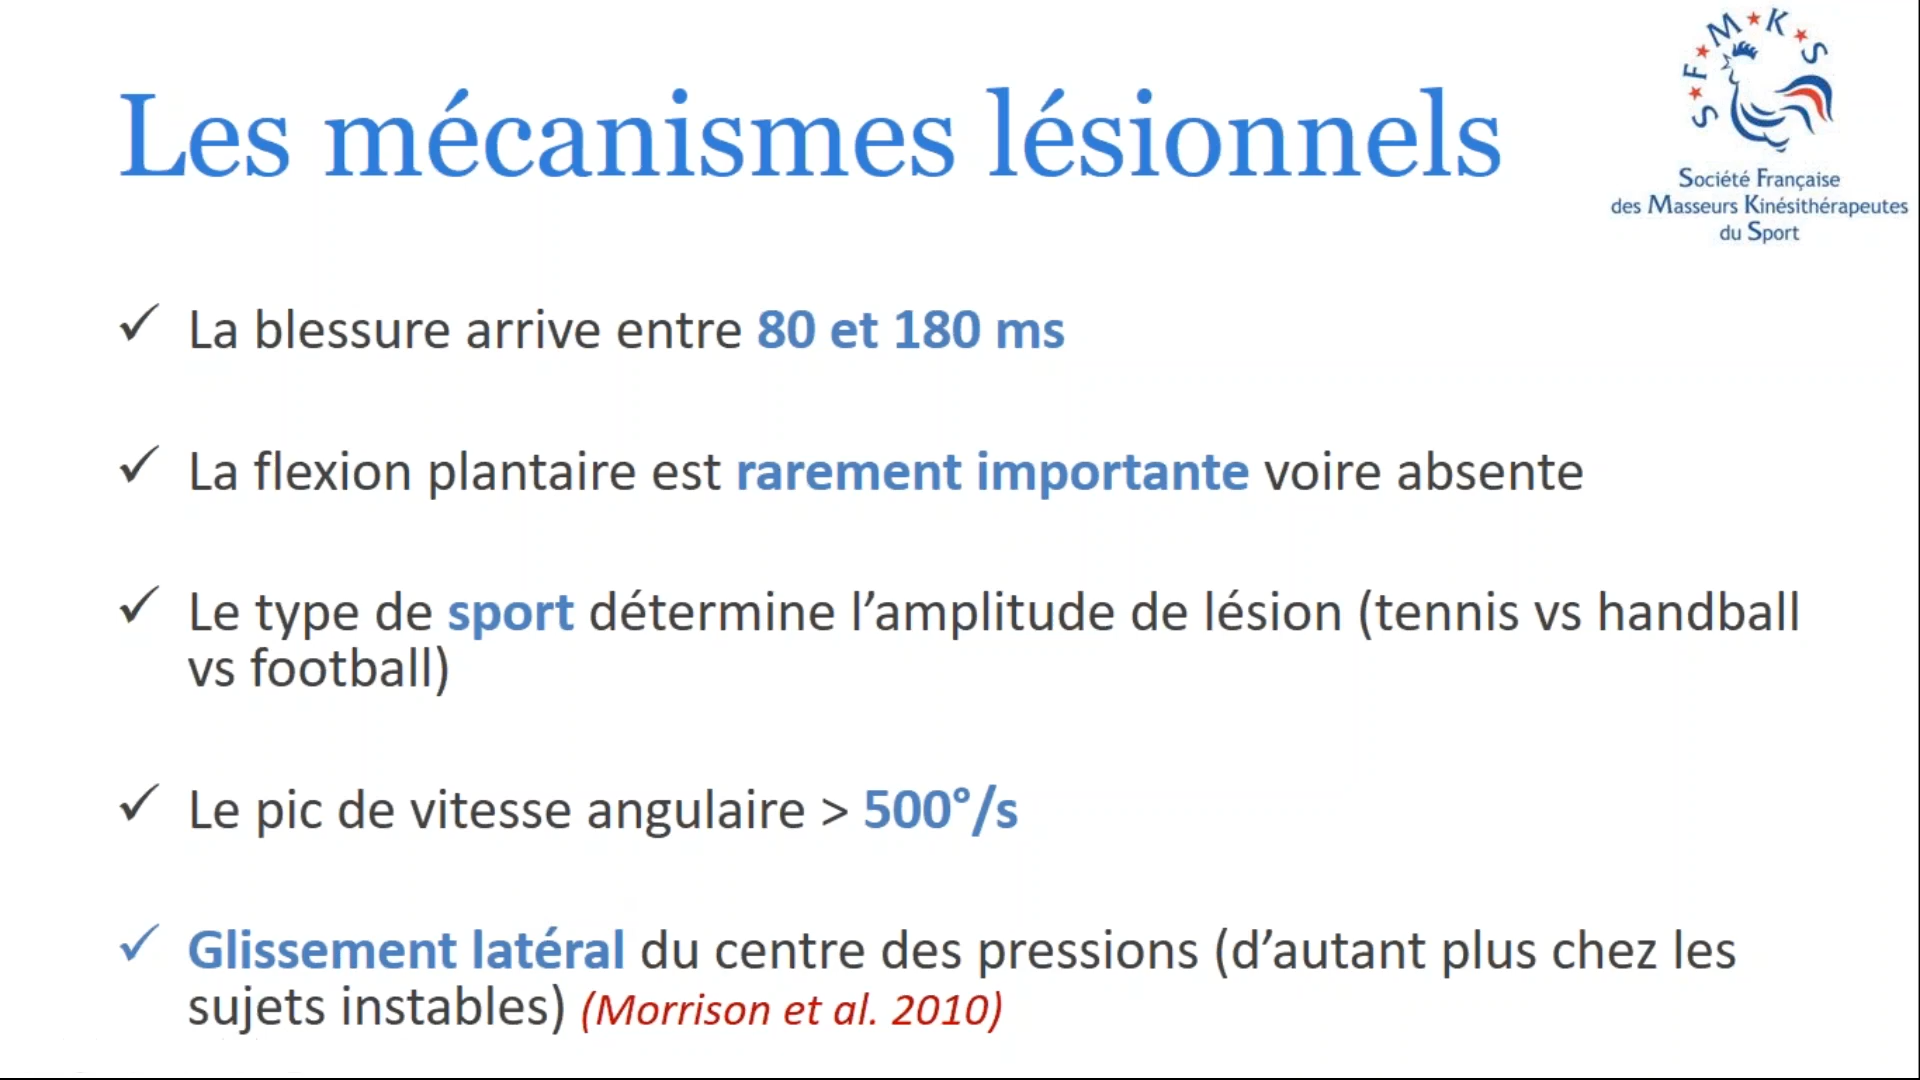 Les mécanismes lésionnels
S F M K S
Société Française
des Masseurs Kinésithérapeutes
du Sport
✓ La blessure arrive entre 80 et 180 ms
✓ La flexion plantaire est rarement importante voire absente
✓ Le type de sport détermine l’amplitude de lésion (tennis vs handball
vs football)
✓ Le pic de vitesse angulaire > 500°/s
✓ Glissement latéral du centre des pressions (d’autant plus chez les
sujets instables) (Morrison et al. 2010)